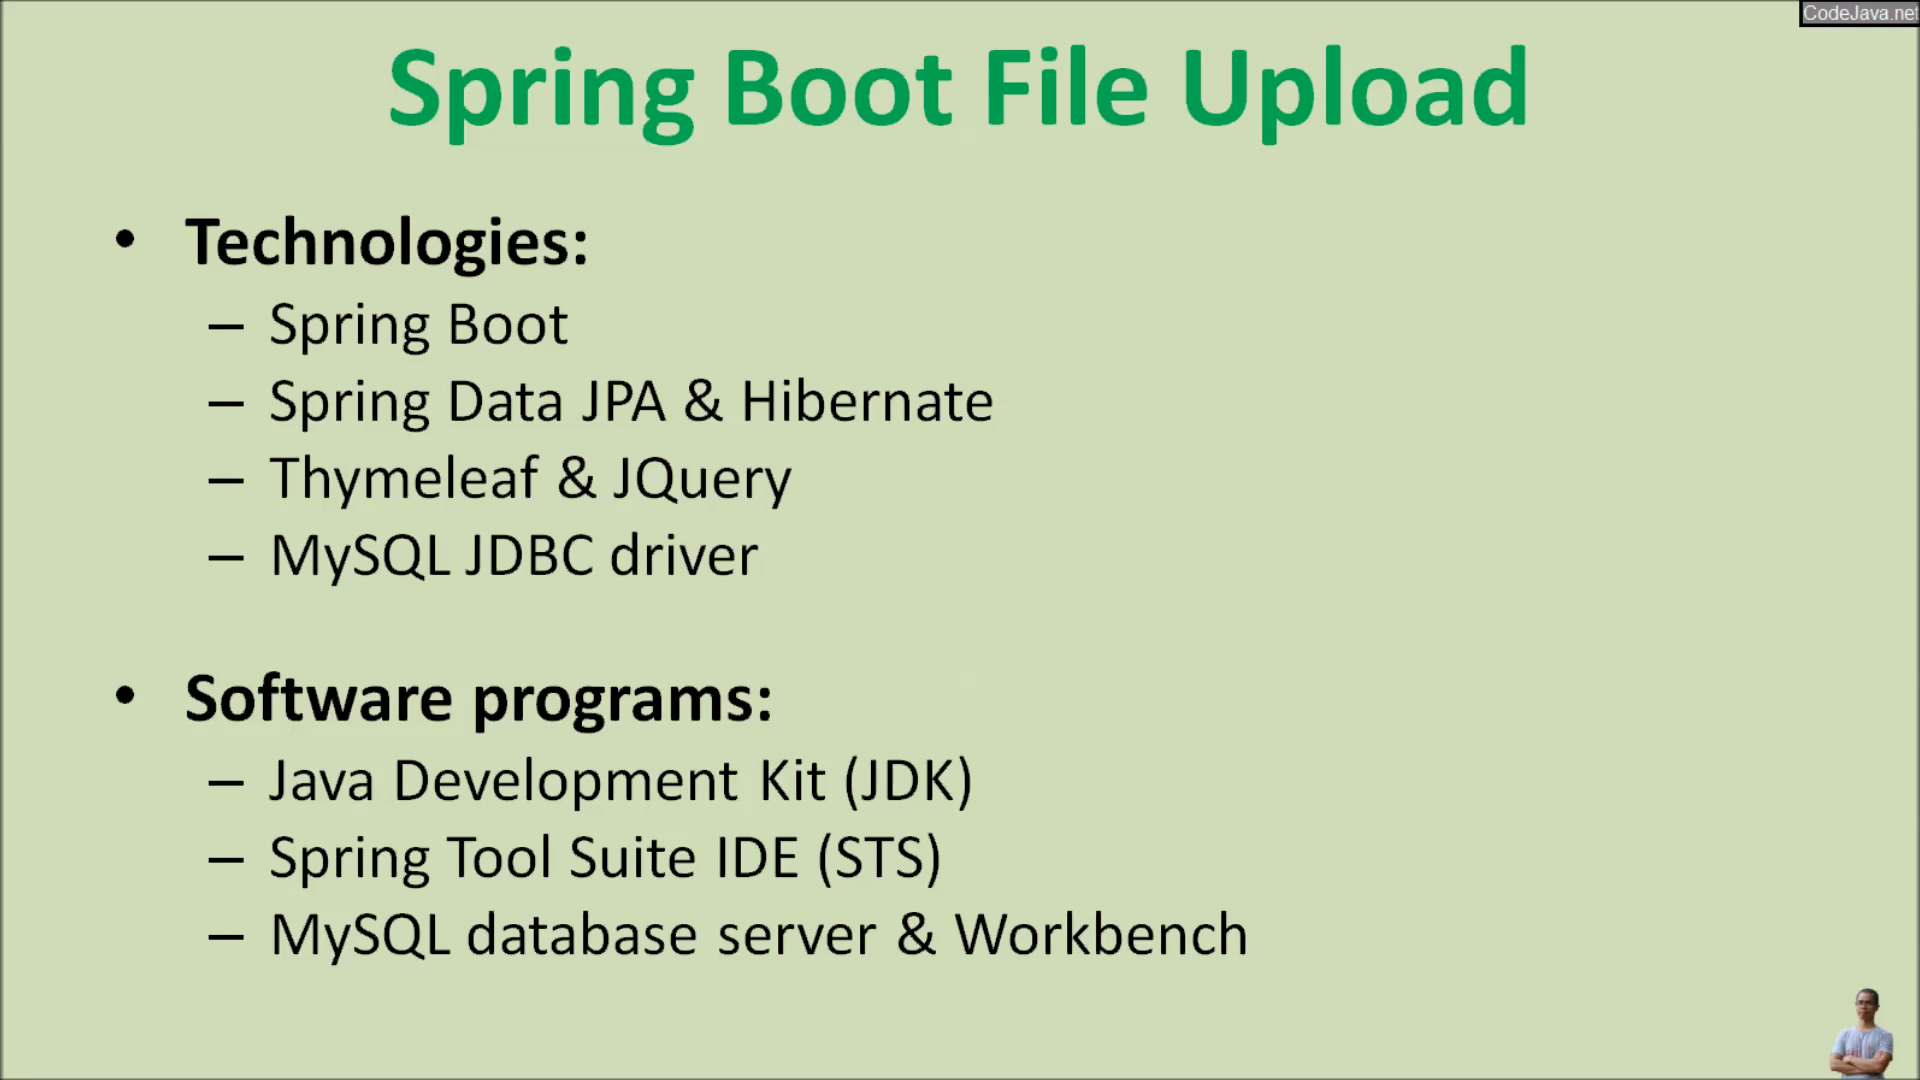 CodeJava.net
Spring Boot File Upload
• Technologies:
– Spring Boot
– Spring Data JPA & Hibernate
– Thymeleaf & JQuery
– MySQL JDBC driver
• Software programs:
– Java Development Kit (JDK)
– Spring Tool Suite IDE (STS)
– MySQL database server & Workbench